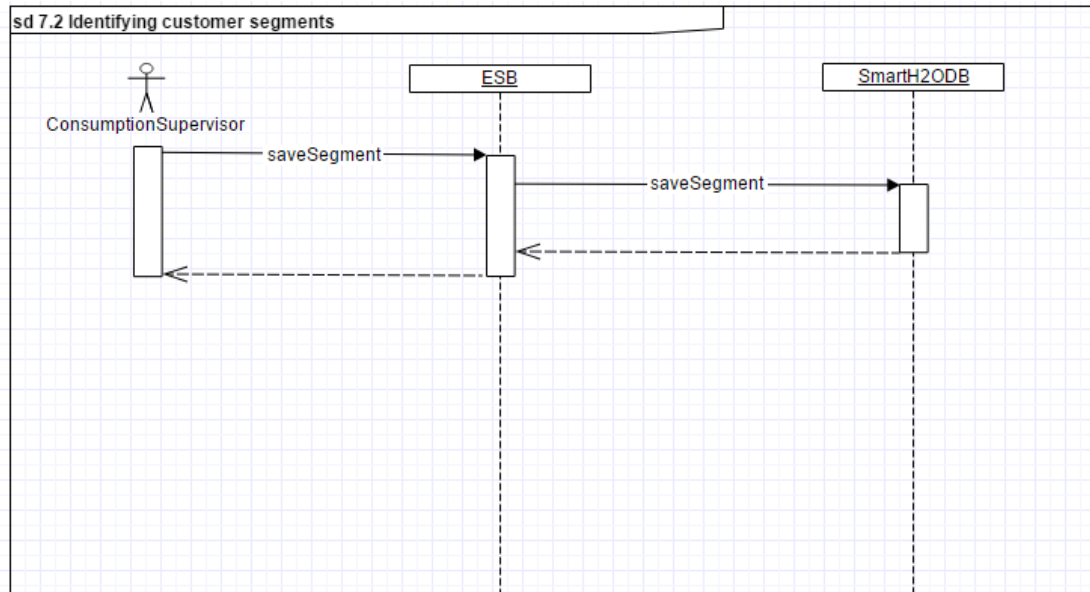 sd 7.2 Identifying customer segments
ESB
SmartH2ODB
ConsumptionSupervisor
saveSegment
saveSegment